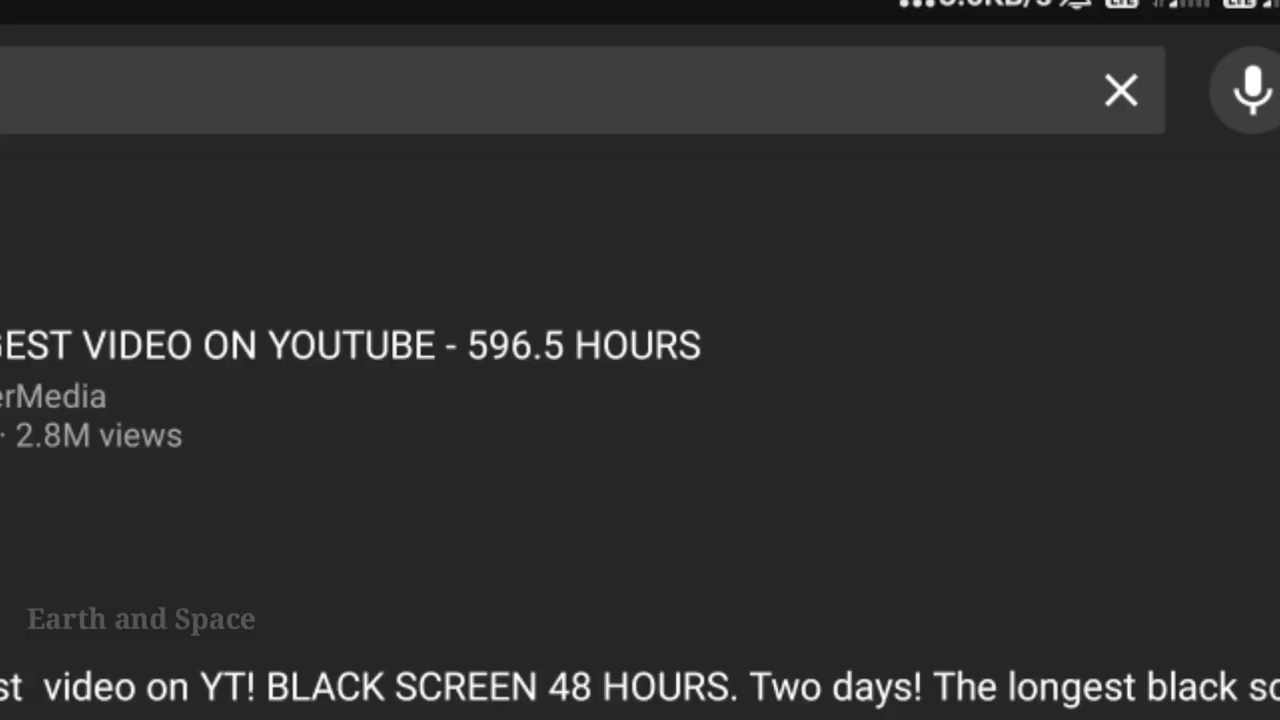 GEST VIDEO ON YOUTUBE - 596.5 HOURS
erMedia
· 2.8M views
Earth and Space
st video on YT! BLACK SCREEN 48 HOURS. Two days! The longest black sc